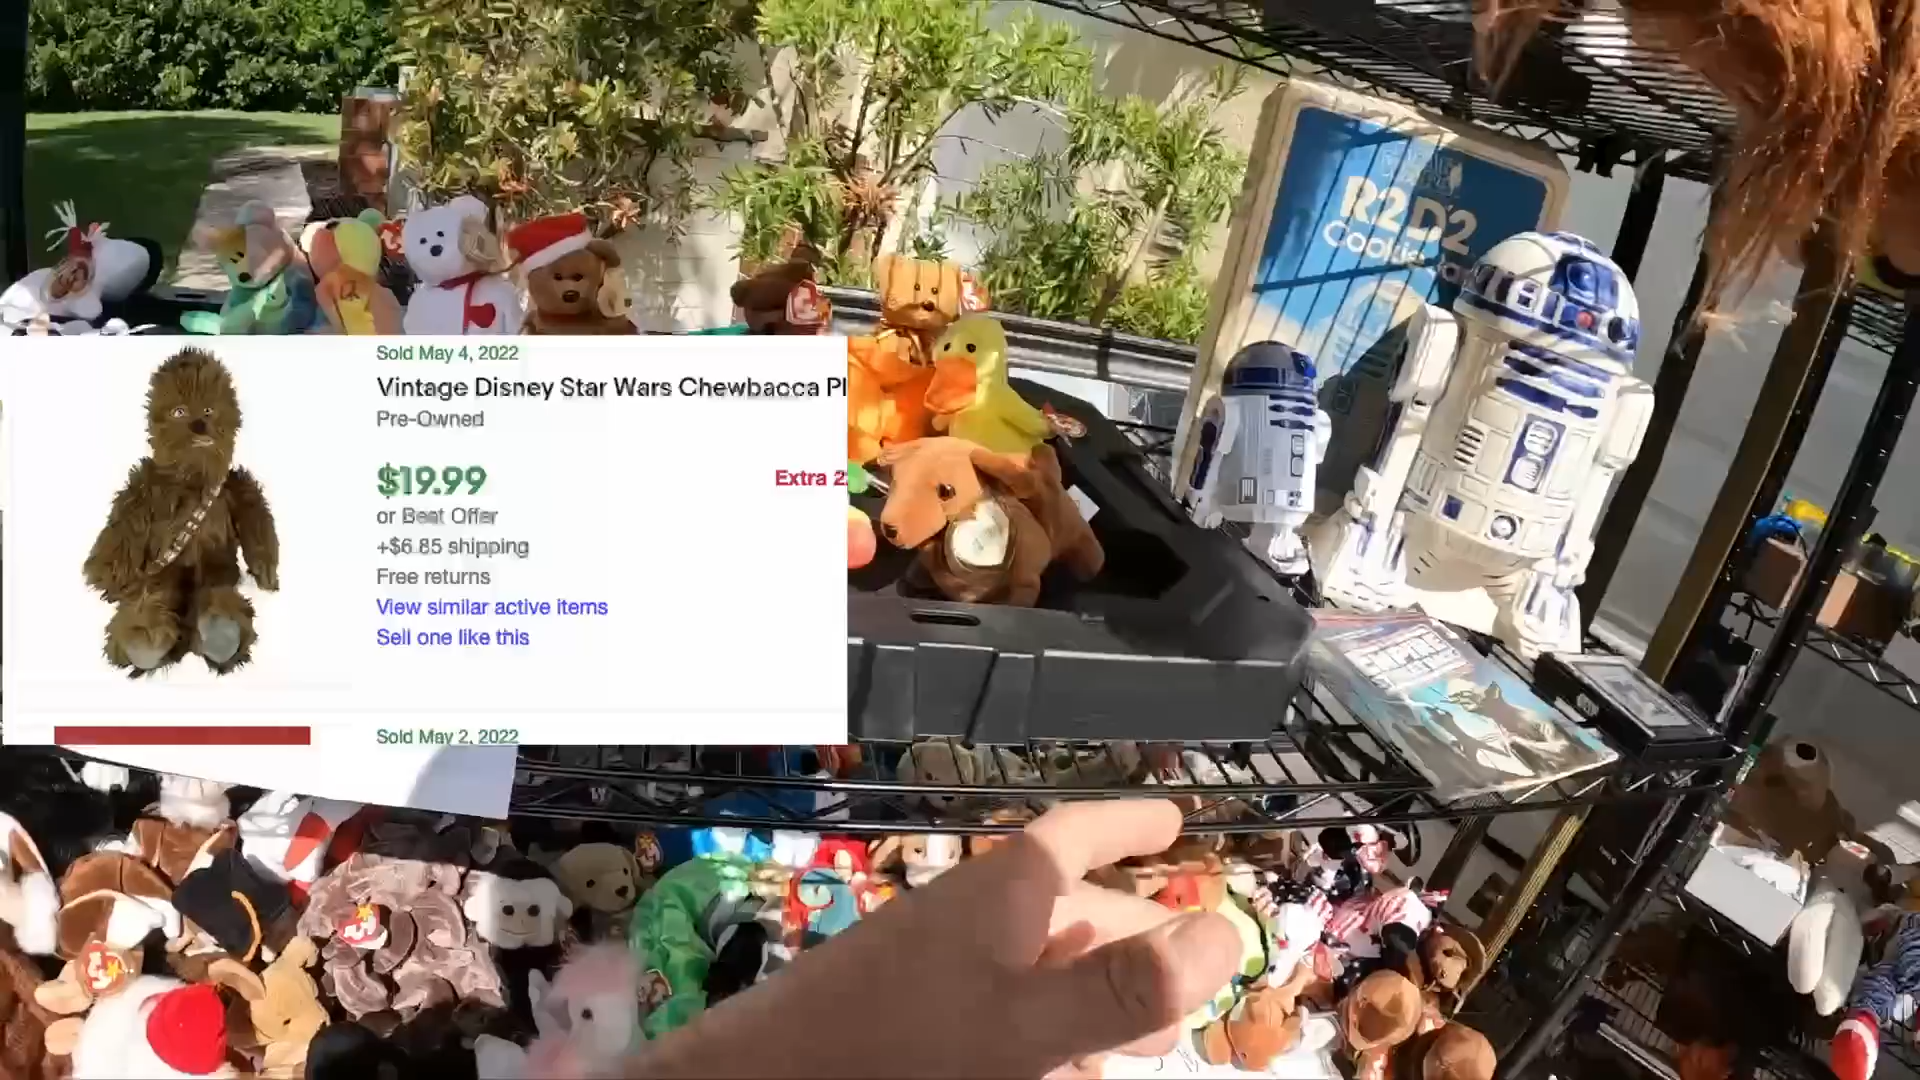 R2D2
Sold May 4, 2022
Vintage Disney Star Wars Chewbacca Pl
Pre-Owned
$19.99
Extra 2
or Best Offer
+$6.85 shipping
Free returns
View similar active items
Sell one like this
Sold May 2, 2022